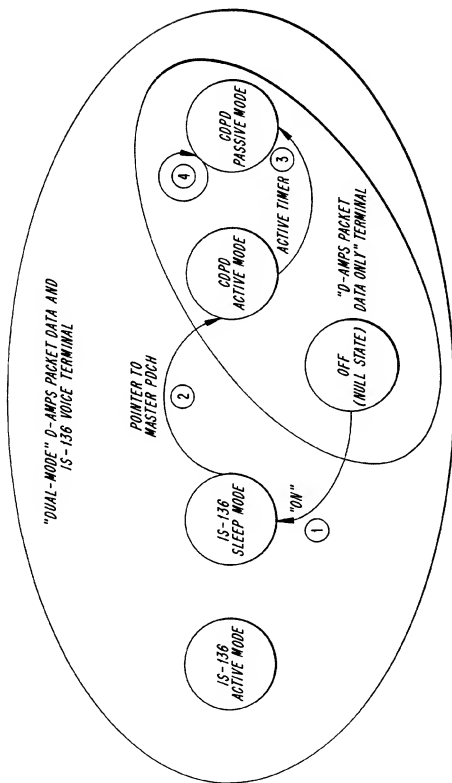 "DUAL-MODE" D-AMPS PACKET DATA AND
IS-136 VOICE TERMINAL
IS-136
ACTIVE MODE
IS-136
SLEEP MODE
POINTER TO
MASTER PDCH
2
CDPD
ACTIVE MODE
4
CDPD
PASSIVE MODE
ACTIVE TIMER
3
1
"ON"
OFF
(NULL STATE)
"D-AMPS PACKET
DATA ONLY" TERMINAL